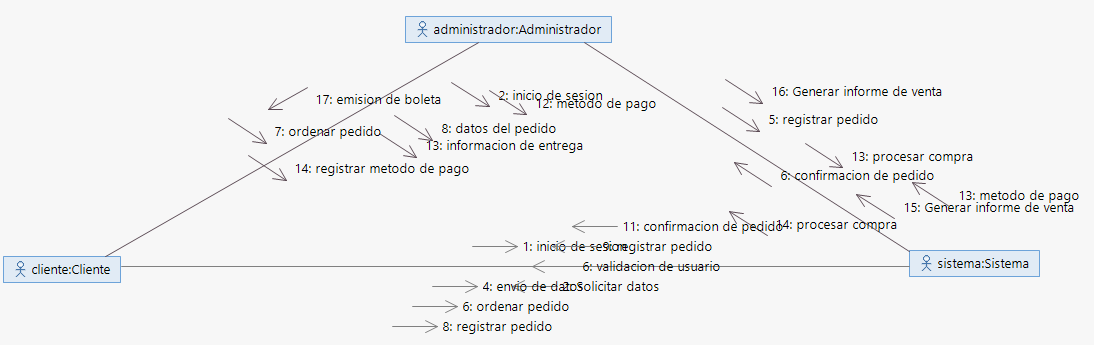 administrador:Administrador
17: emision de boleta
2: inicio de sesion
12: metodo de pago
16: Generar informe de venta
7: ordenar pedido
8: datos del pedido
5: registrar pedido
13: informacion de entrega
13: procesar compra
14: registrar metodo de pago
6: confirmacion de pedido
13: metodo de pago
15: Generar informe de venta
11: confirmacion de pedido
14: procesar compra
1: inicio de sesion
9: registrar pedido
cliente:Cliente
6: validacion de usuario
sistema:Sistema
4: envio de datos
2: Solicitar datos
6: ordenar pedido
8: registrar pedido